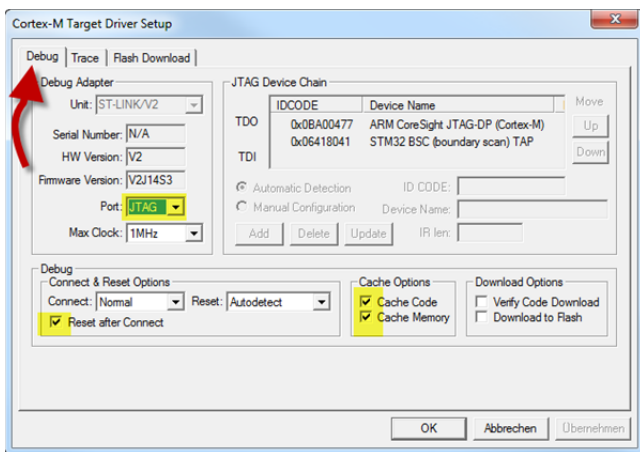 Cortex-M Target Driver Setup
Debug Trace Flash Download
Debug Adapter
Unit: ST-LINK/V2
Serial Number: N/A
HW Version: V2
Firmware Version: V2J14S3
Port: JTAG
Max Clock: 1MHz
JTAG Device Chain
IDCODE Device Name Move
TDO 0x0BA00477 ARM CoreSight JTAG-DP (Cortex-M) Up
TDI 0x06418041 STM32 BSC (boundary scan) TAP Down
Automatic Detection ID CODE:
Manual Configuration Device Name:
Add Delete Update IR len:
Debug
Connect & Reset Options
Connect: Normal Reset: Autodetect
Reset after Connect
Cache Options
Cache Code
Cache Memory
Download Options
Verify Code Download
Download to Flash
OK Abbrechen Übernehmen